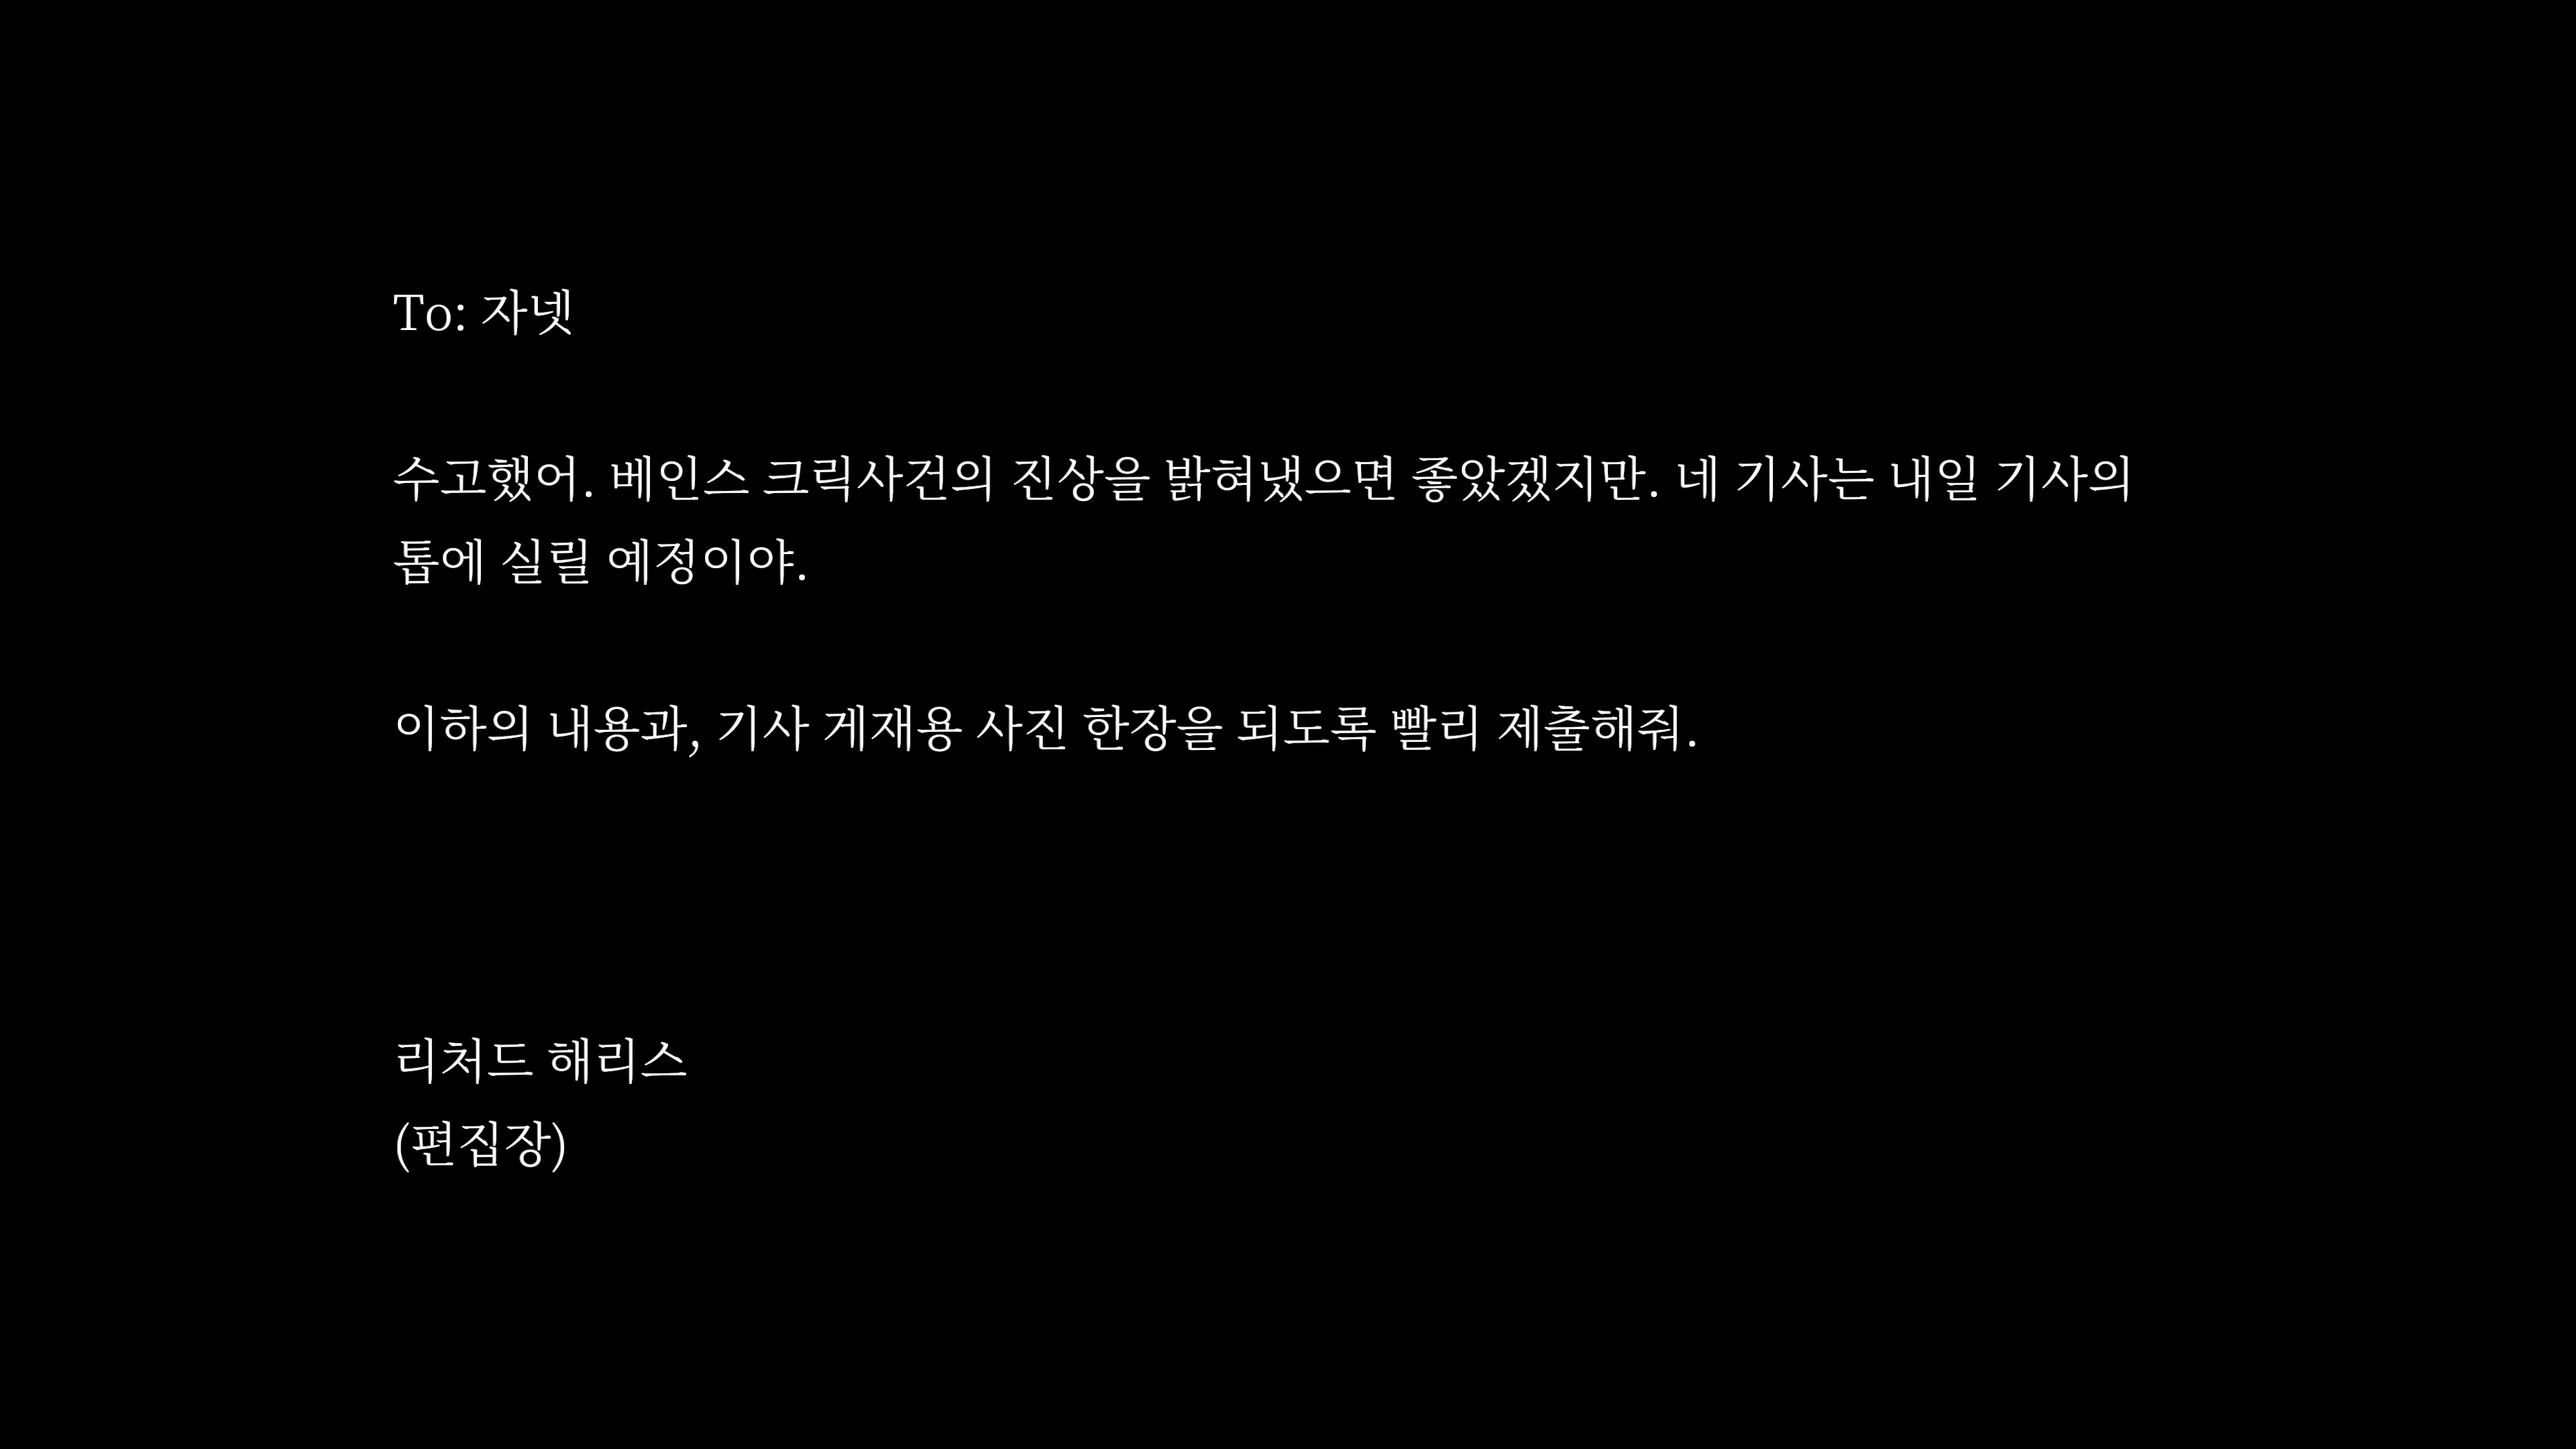 To: 자넷
수고했어. 베인스 크릭사건의 진상을 밝혀냈으면 좋았겠지만. 네 기사는 내일 기사의
톱에 실릴 예정이야.
이하의 내용과, 기사 게재용 사진 한장을 되도록 빨리 제출해줘.
리처드 해리스
(편집장)